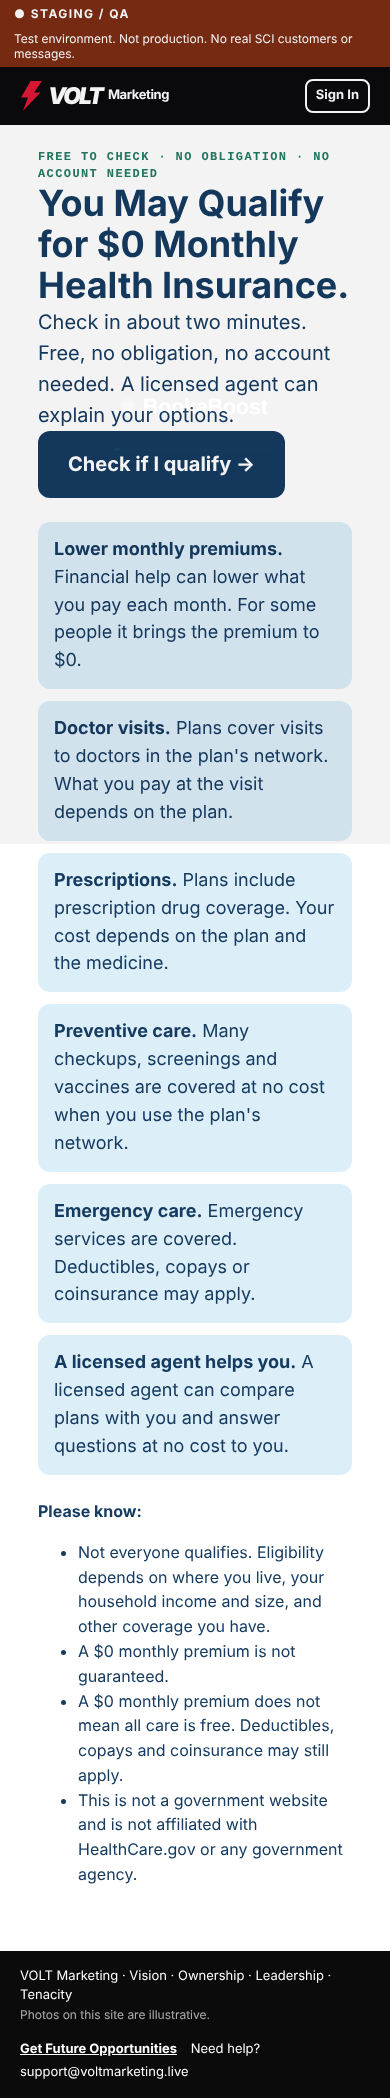 ● STAGING / QA
Test environment. Not production. No real SCI customers or
messages.
VOLT Marketing
Sign In
FREE TO CHECK · NO OBLIGATION · NO
ACCOUNT NEEDED
You May Qualify
for $0 Monthly
Health Insurance.
Check in about two minutes.
Free, no obligation, no account
needed. A licensed agent can
explain your options.
Check if I qualify →
Lower monthly premiums.
Financial help can lower what
you pay each month. For some
people it brings the premium to
$0.
Doctor visits. Plans cover visits
to doctors in the plan's network.
What you pay at the visit
depends on the plan.
Prescriptions. Plans include
prescription drug coverage. Your
cost depends on the plan and
the medicine.
Preventive care. Many
checkups, screenings and
vaccines are covered at no cost
when you use the plan's
network.
Emergency care. Emergency
services are covered.
Deductibles, copays or
coinsurance may apply.
A licensed agent helps you. A
licensed agent can compare
plans with you and answer
questions at no cost to you.
Please know:
• Not everyone qualifies. Eligibility
depends on where you live, your
household income and size, and
other coverage you have.
• A $0 monthly premium is not
guaranteed.
• A $0 monthly premium does not
mean all care is free. Deductibles,
copays and coinsurance may still
apply.
• This is not a government website
and is not affiliated with
HealthCare.gov or any government
agency.
VOLT Marketing · Vision · Ownership · Leadership ·
Tenacity
Photos on this site are illustrative.
Get Future Opportunities Need help?
support@voltmarketing.live